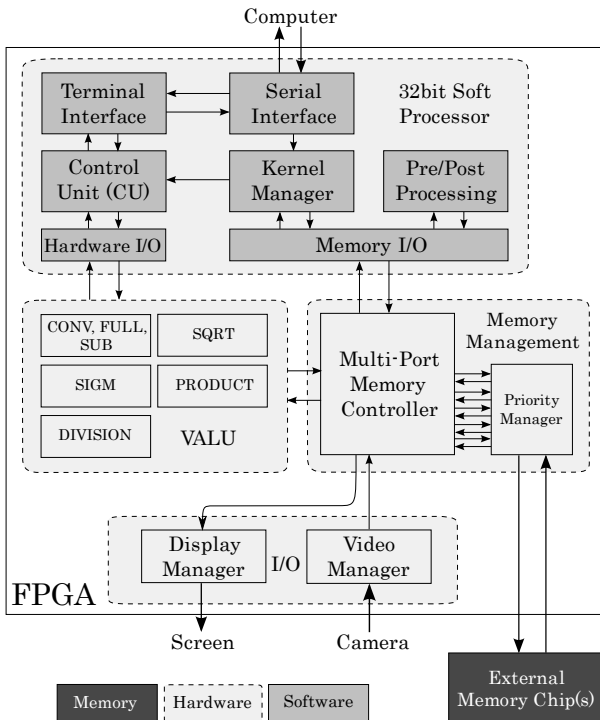 Computer
Terminal
Interface
Serial
Interface
32bit Soft
Processor
Control
Unit (CU)
Kernel
Manager
Pre/Post
Processing
Hardware I/O
Memory I/O
CONV, FULL,
SUB
SQRT
SIGM
PRODUCT
DIVISION
VALU
Multi-Port
Memory
Controller
Memory
Management
Priority
Manager
Display
Manager
I/O
Video
Manager
FPGA
Screen
Camera
External
Memory Chip(s)
Memory
Hardware
Software